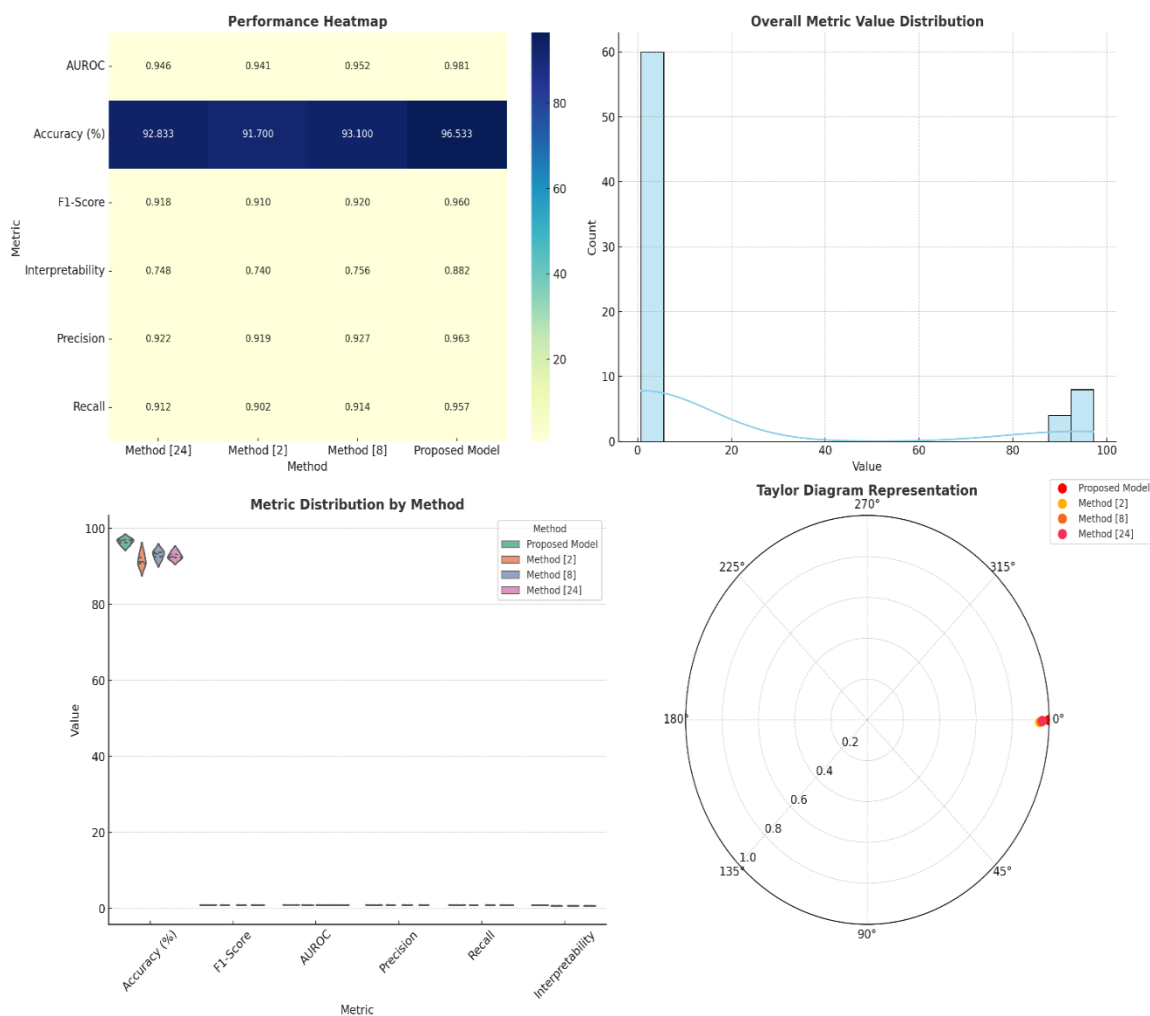 Performance Heatmap
AUROC 0.946 0.941 0.952 0.981
Accuracy (%) 92.833 91.700 93.100 96.533
F1-Score 0.918 0.910 0.920 0.960
Interpretability 0.748 0.740 0.756 0.882
Precision 0.922 0.919 0.927 0.963
Recall 0.912 0.902 0.914 0.957
Metric
Method [24] Method [2] Method [8] Proposed Model
Method
80
60
40
20
Overall Metric Value Distribution
60
50
40
30
20
10
0
Count
0 20 40 60 80 100
Value
Metric Distribution by Method
100
80
60
40
20
0
Value
Method
Proposed Model
Method [2]
Method [8]
Method [24]
Accuracy (%) F1-Score AUROC Precision Recall Interpretability
Metric
Taylor Diagram Representation
Proposed Model
Method [2]
Method [8]
Method [24]
270°
225° 315°
180° 0°
0.2
0.4
0.6
0.8
1.0
135° 45°
90°